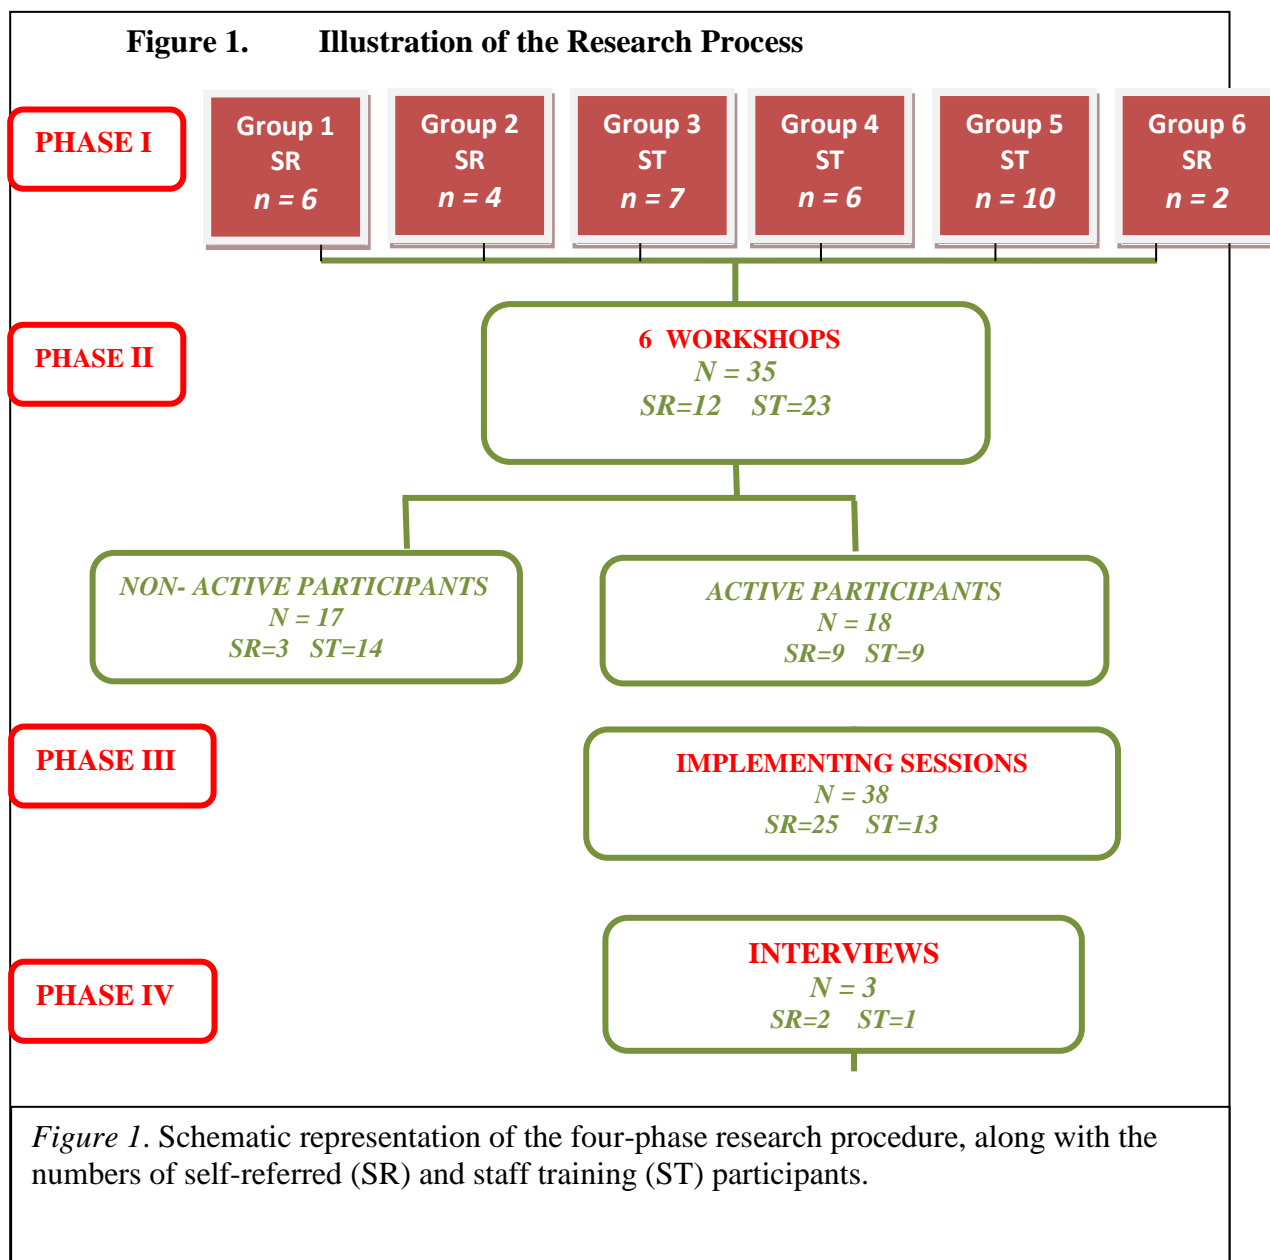 Figure 1. Illustration of the Research Process
PHASE I
Group 1
SR
n = 6
Group 2
SR
n = 4
Group 3
ST
n = 7
Group 4
ST
n = 6
Group 5
ST
n = 10
Group 6
SR
n = 2
PHASE II
6 WORKSHOPS
N = 35
SR=12 ST=23
NON- ACTIVE PARTICIPANTS
N = 17
SR=3 ST=14
ACTIVE PARTICIPANTS
N = 18
SR=9 ST=9
PHASE III
IMPLEMENTING SESSIONS
N = 38
SR=25 ST=13
PHASE IV
INTERVIEWS
N = 3
SR=2 ST=1
Figure 1. Schematic representation of the four-phase research procedure, along with the
numbers of self-referred (SR) and staff training (ST) participants.